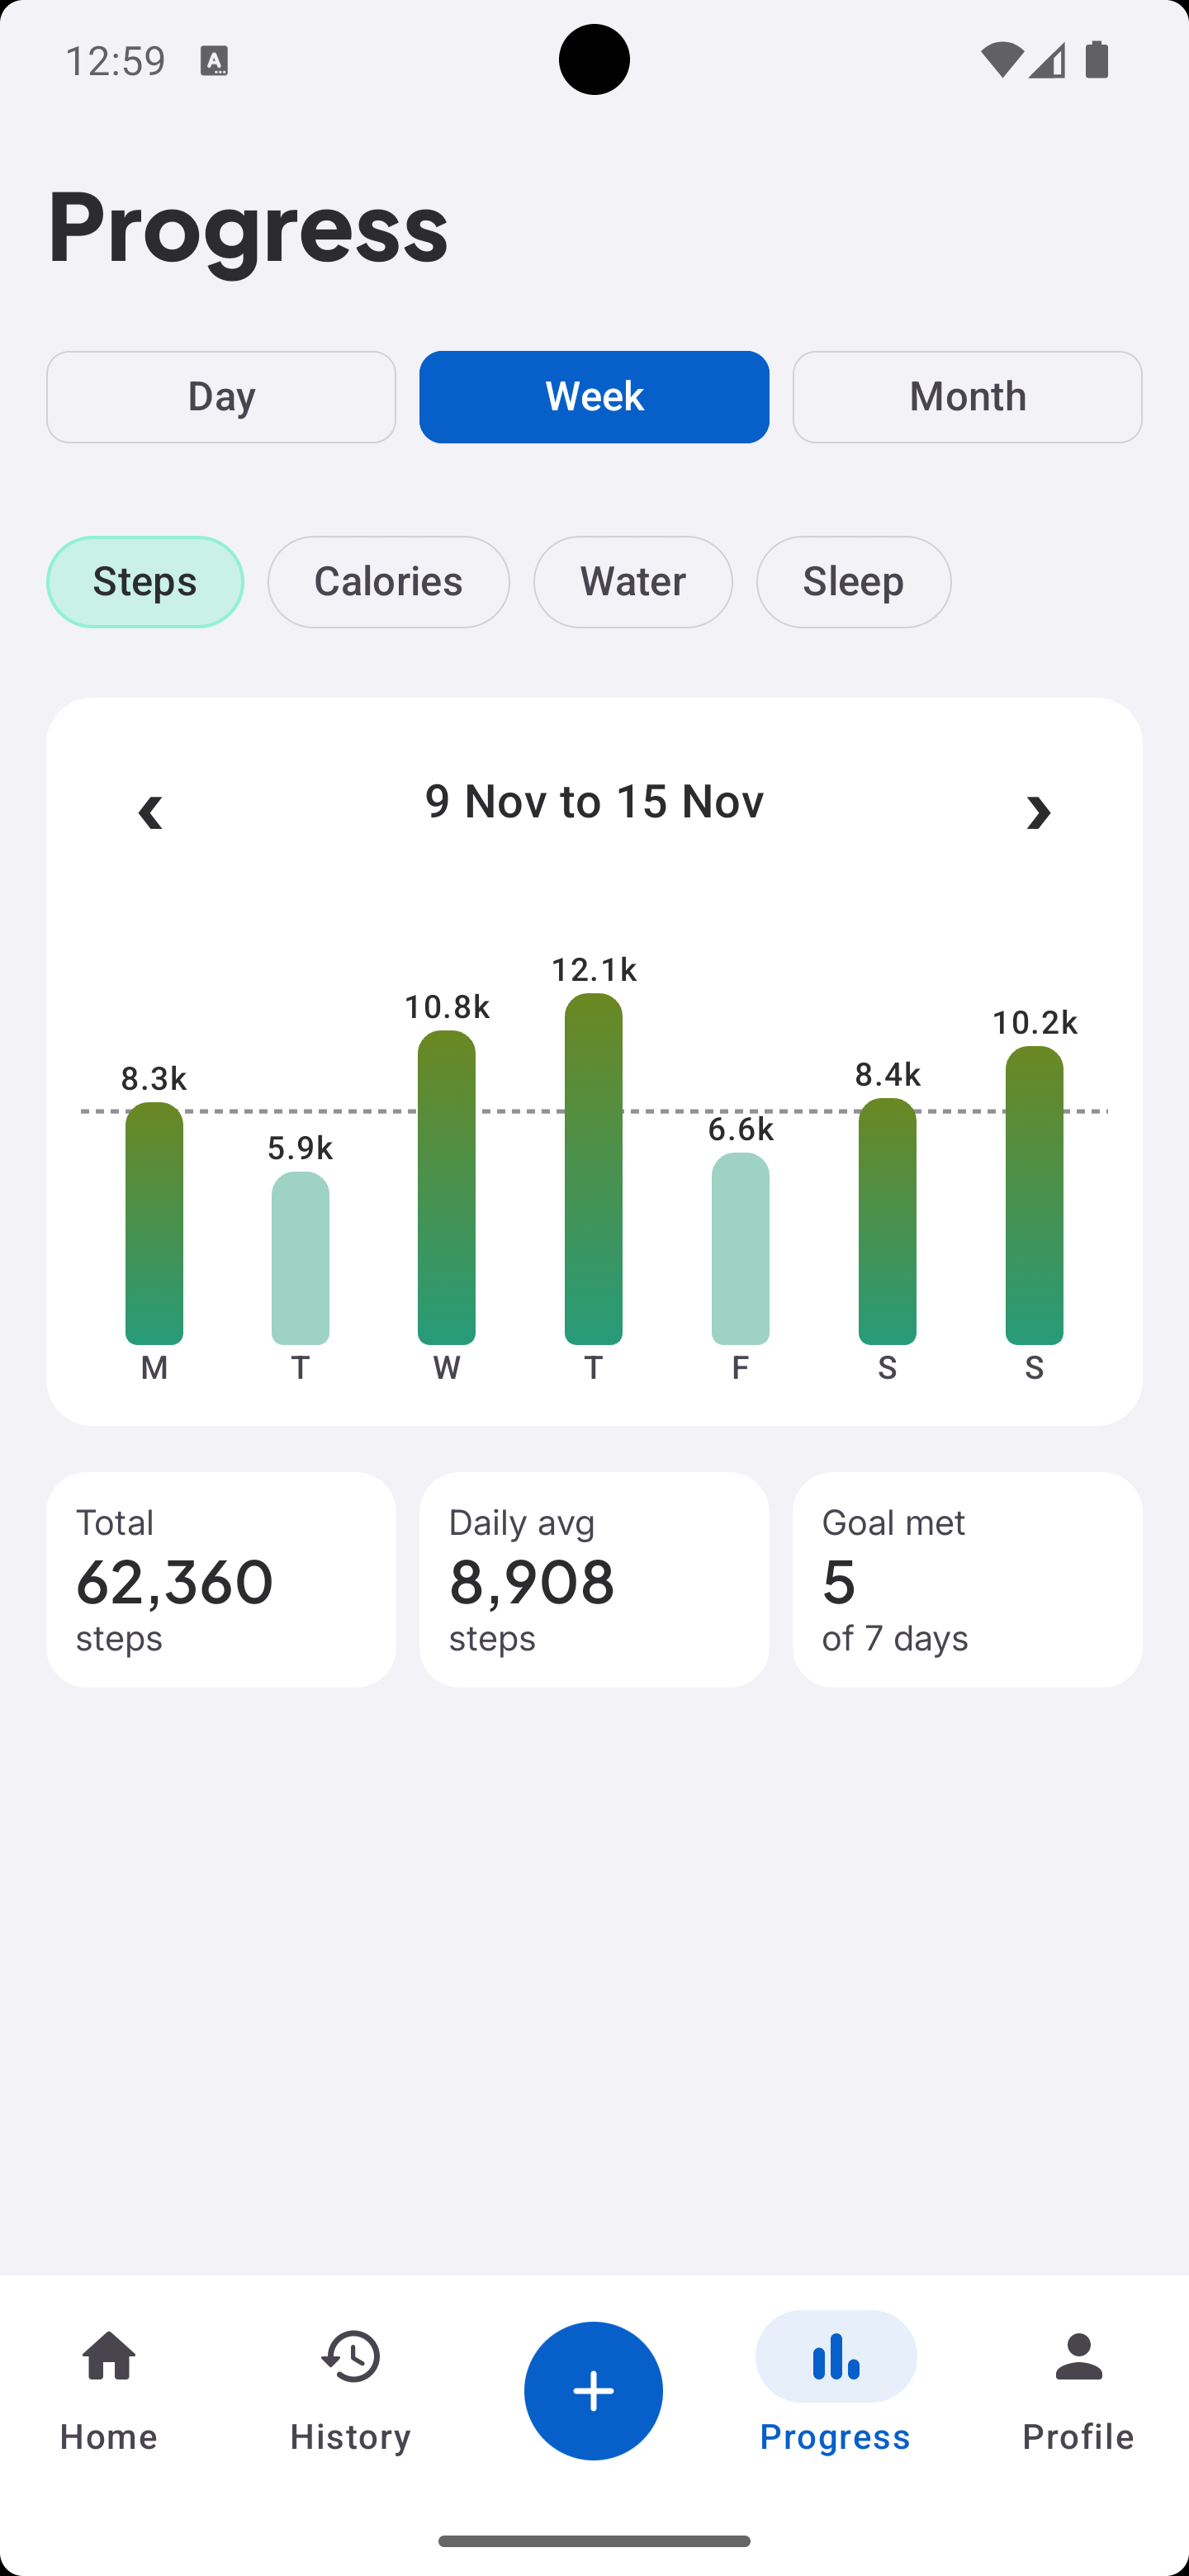 12:59
Progress
Day Week Month
Steps Calories Water Sleep
‹ 9 Nov to 15 Nov ›
12.1k
10.8k
10.2k
8.3k
8.4k
6.6k
5.9k
M T W T F S S
Total Daily avg Goal met
62,360 8,908 5
steps steps of 7 days
Home History + Progress Profile